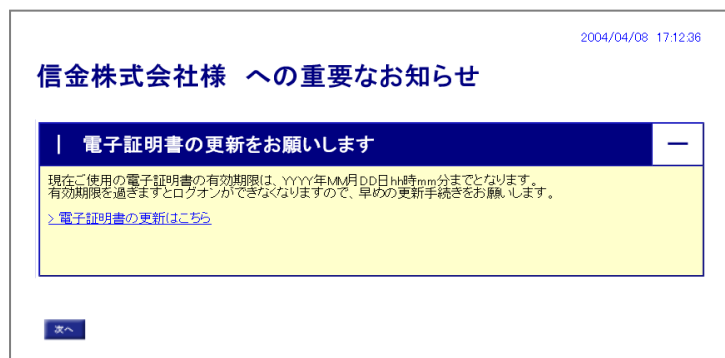 2004/04/08 17:12:36
信金株式会社様 への重要なお知らせ
| 電子証明書の更新をお願いします
現在ご使用の電子証明書の有効期限は、YYYY年MM月DD日hh時mm分までとなります。
有効期限を過ぎますとログオンができなくなりますので、早めの更新手続きをお願いします。
> 電子証明書の更新はこちら
次へ